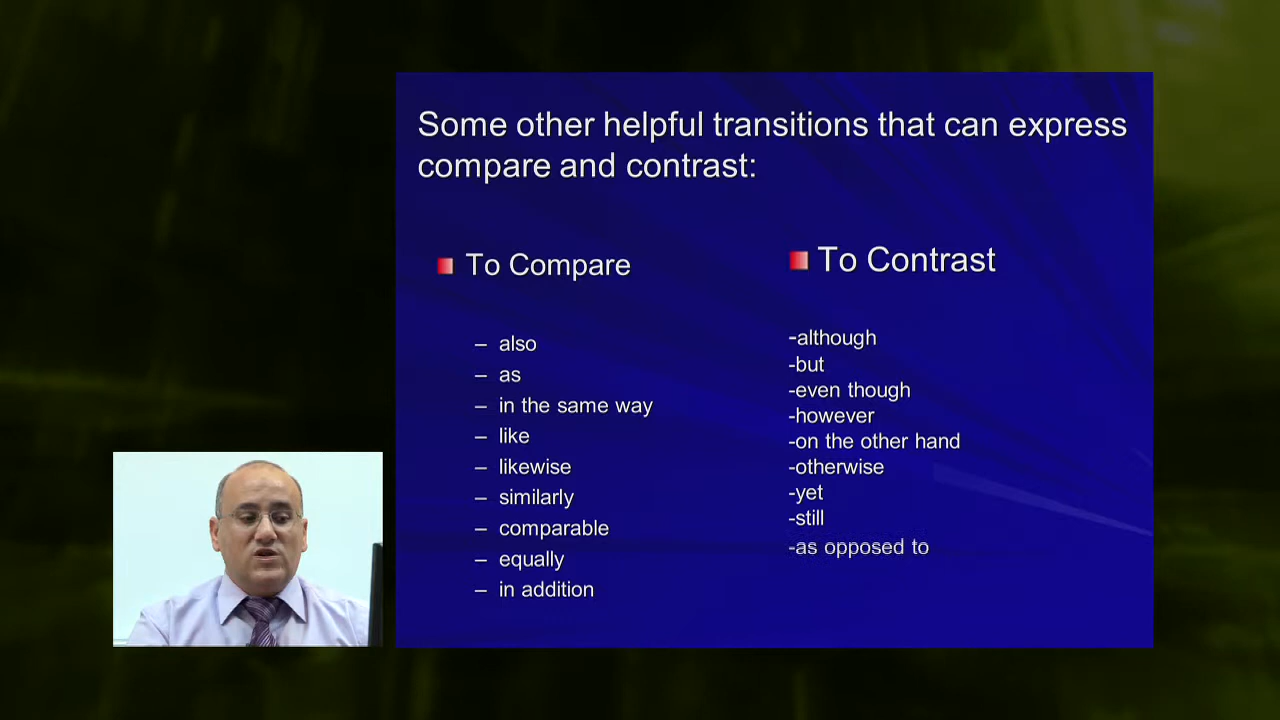 Some other helpful transitions that can express
compare and contrast:
To Compare
– also
– as
– in the same way
– like
– likewise
– similarly
– comparable
– equally
– in addition
To Contrast
-although
-but
-even though
-however
-on the other hand
-otherwise
-yet
-still
-as opposed to